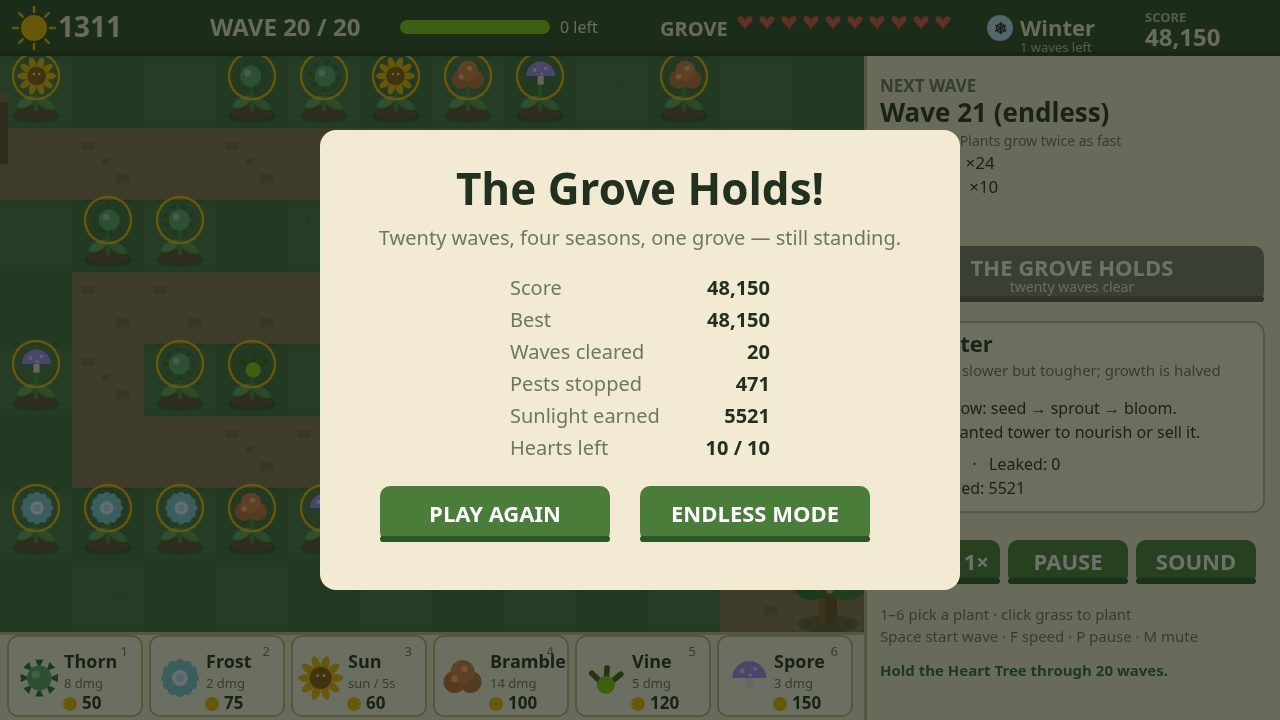 1311
WAVE 20 / 20
0 left
GROVE
Winter
1 waves left
SCORE
48,150
NEXT WAVE
Wave 21 (endless)
Plants grow twice as fast
×24
×10
THE GROVE HOLDS
twenty waves clear
The Grove Holds!
Twenty waves, four seasons, one grove — still standing.
Score 48,150
Best 48,150
Waves cleared 20
Pests stopped 471
Sunlight earned 5521
Hearts left 10 / 10
PLAY AGAIN
ENDLESS MODE
slower but tougher; growth is halved
seed → sprout → bloom.
tower to nourish or sell it.
· Leaked: 0
5521
1×
PAUSE
SOUND
1–6 pick a plant · click grass to plant
Space start wave · F speed · P pause · M mute
Hold the Heart Tree through 20 waves.
Thorn 1
8 dmg
50
Frost 2
2 dmg
75
Sun 3
sun / 5s
60
Bramble 4
14 dmg
100
Vine 5
5 dmg
120
Spore 6
3 dmg
150